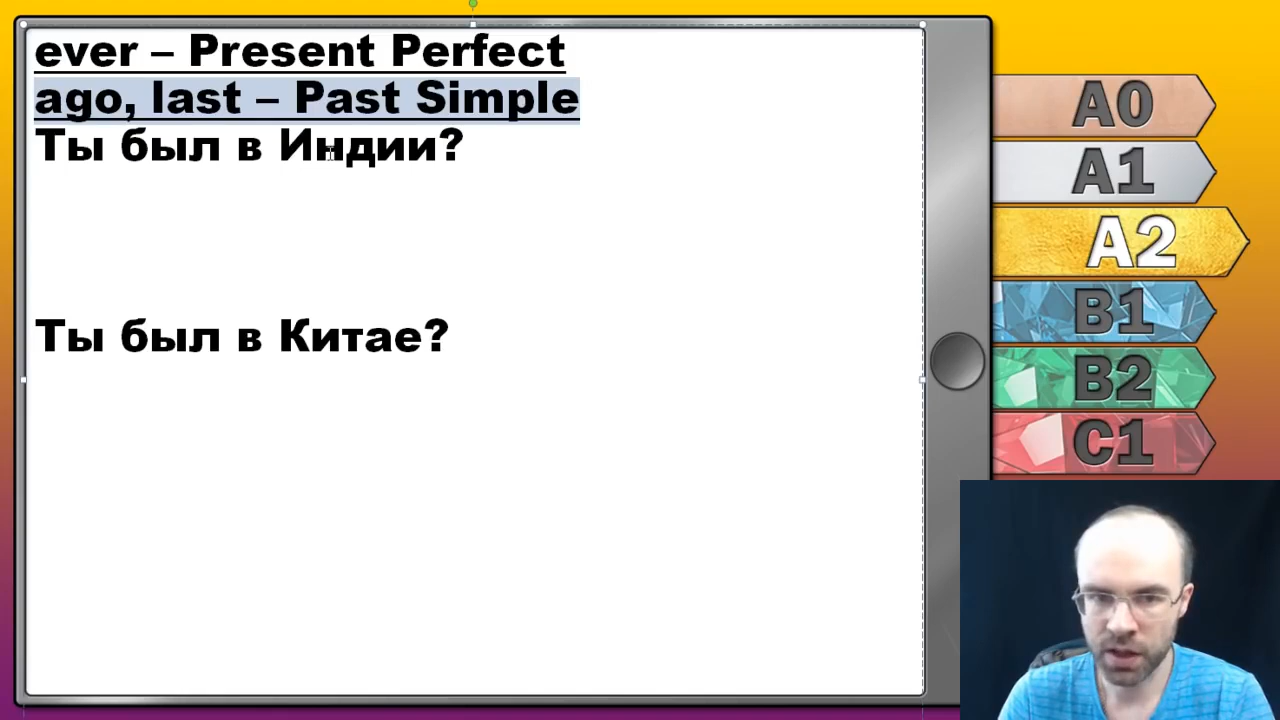 ever – Present Perfect
ago, last – Past Simple
Ты был в Индии?
Ты был в Китае?
A0
A1
A2
B1
B2
C1